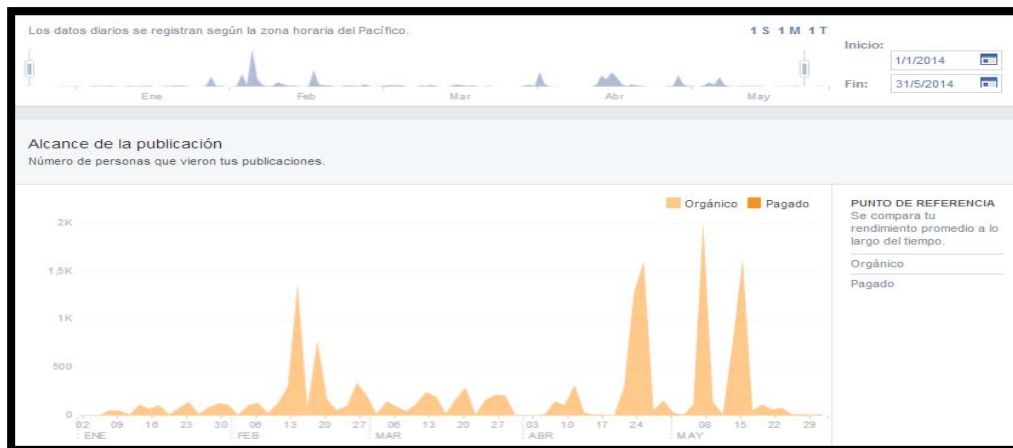 Los datos diarios se registran según la zona horaria del Pacífico.
1 S 1 M 1 T
Ene Feb Mar Abr May
Inicio:
1/1/2014
Fin:
31/5/2014
Alcance de la publicación
Número de personas que vieron tus publicaciones.
Orgánico Pagado
2K
1,5K
1K
500
0
02 09 16 23 30 06 13 20 27 06 13 20 27 03 10 17 24 08 15 22 29
ENE FEB MAR ABR MAY
PUNTO DE REFERENCIA
Se compara tu
rendimiento promedio a lo
largo del tiempo.
Orgánico
Pagado